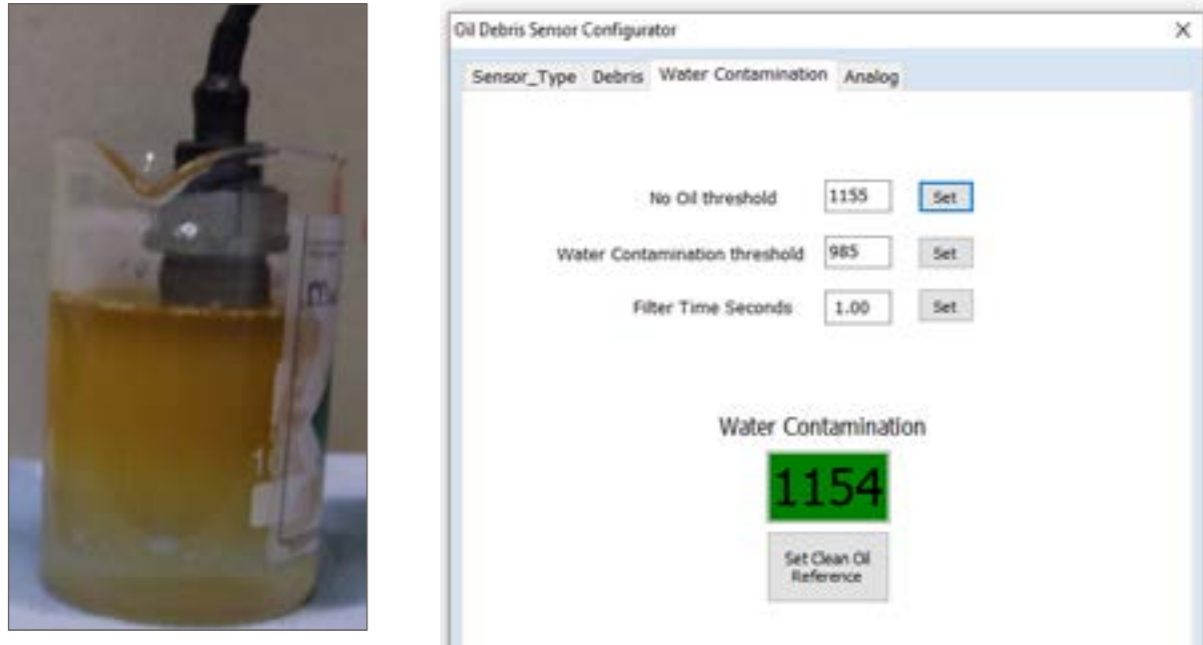 Oil Debris Sensor Configurator
Sensor_Type Debris Water Contamination Analog
No Oil threshold 1155 Set
Water Contamination threshold 985 Set
Filter Time Seconds 1.00 Set
Water Contamination
1154
Set Clean Oil
Reference
10